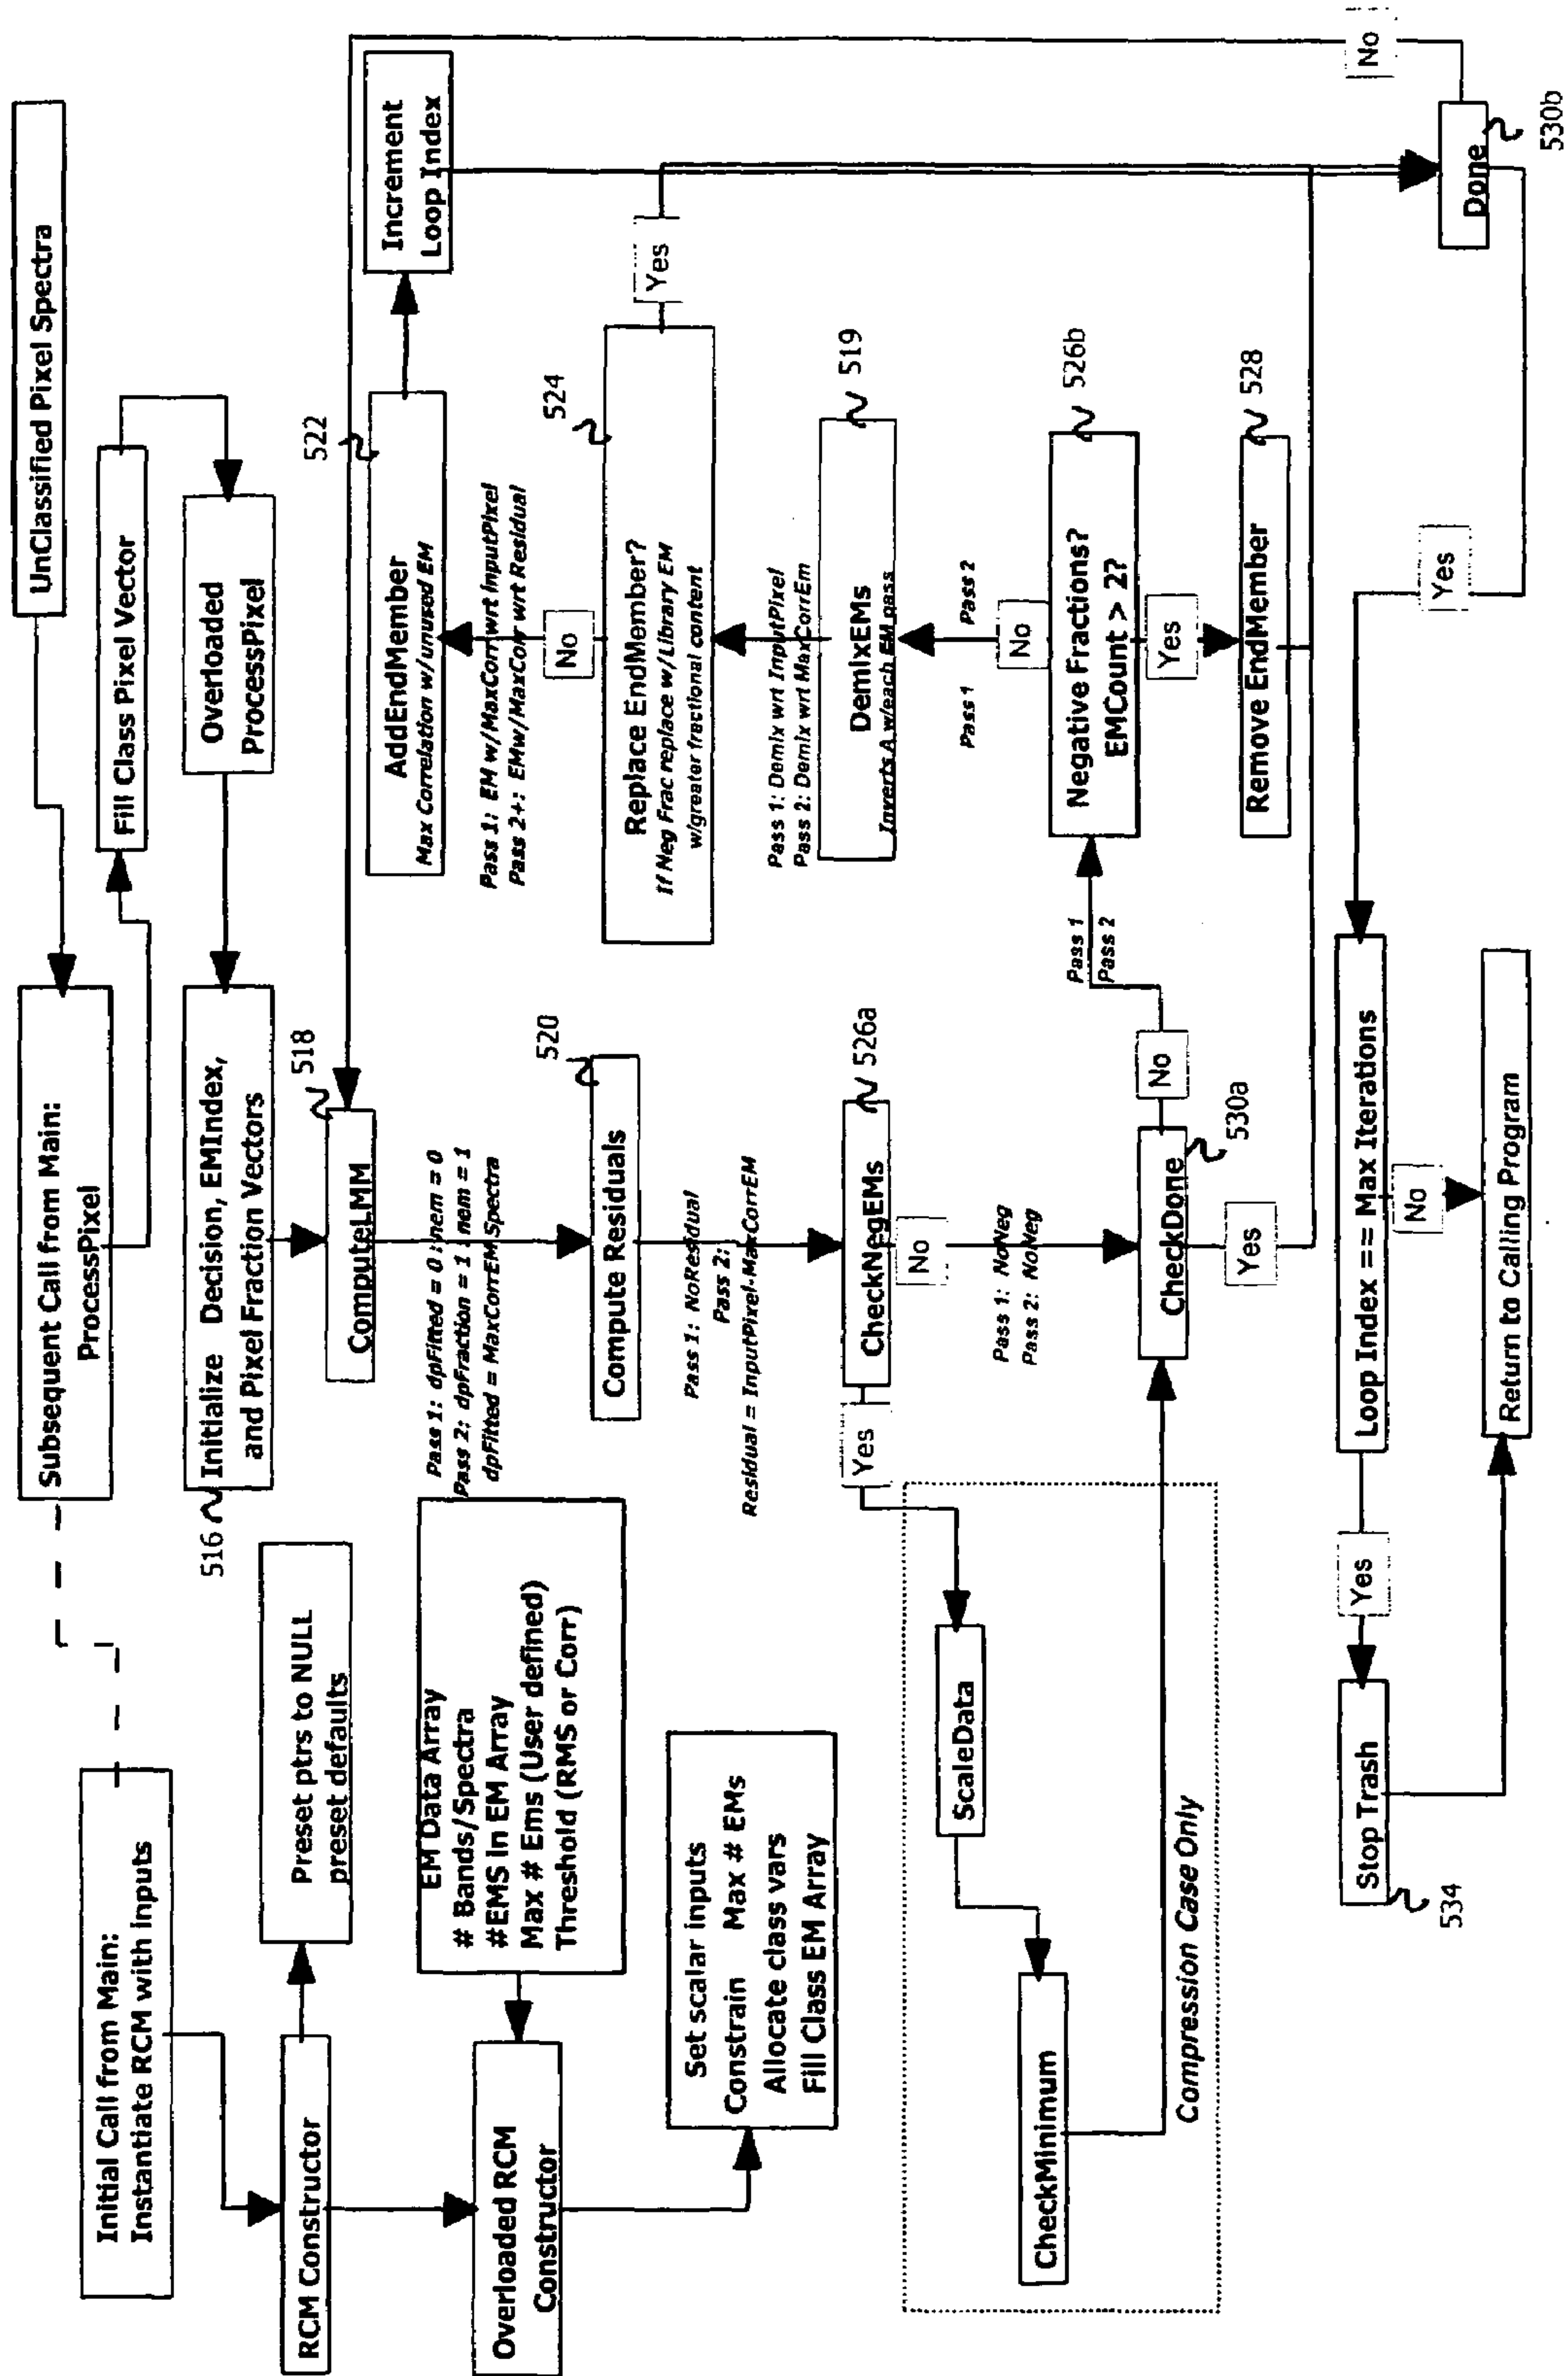 Initial Call from Main:
Instantiate RCM with inputs
RCM Constructor
Preset ptrs to NULL
preset defaults
Overloaded RCM
Constructor
EM Data Array
# Bands/Spectra
#EMS in EM Array
Max # Ems (User defined)
Threshold (RMS or Corr)
Set scalar inputs
Constrain Max # EMs
Allocate class vars
Fill Class EM Array
Subsequent Call from Main:
ProcessPixel
UnClassified Pixel Spectra
Fill Class Pixel Vector
Overloaded
ProcessPixel
516
Initialize Decision, EMIndex,
and Pixel Fraction Vectors
518
ComputeLMM
Pass 1: dpFitted = 0 ; nem = 0
Pass 2: dpFraction = 1 ; nem = 1
dpFitted = MaxCorrEMSpectra
520
Compute Residuals
Pass 1: NoResidual
Pass 2:
Residual = InputPixel-MaxCorrEM
526a
CheckNegEMs
Yes
No
Pass 1: NoNeg
Pass 2: NoNeg
ScaleData
CheckMinimum
Compression Case Only
CheckDone
530a
No
Yes
Pass 1
Pass 2
522
AddEndMember
Max Correlation w/unused EM
Increment
Loop Index
Pass 1: EM w/MaxCorr wrt InputPixel
Pass 2+: EMw/MaxCorr wrt Residual
No
524
Replace EndMember?
If Neg Frac replace w/Library EM
w/greater frectional content
Yes
Pass 1: Demix wrt InputPixel
Pass 2: Demix wrt MaxCorrEm
519
DemixEMs
Inverts A w/each EM pass
Pass 1
Pass 2
No
526b
Negative Fractions?
EMCount > 2?
Yes
528
Remove EndMember
No
Done
530b
Yes
Loop Index == Max Iterations
Yes
No
Stop Trash
534
Return to Calling Program